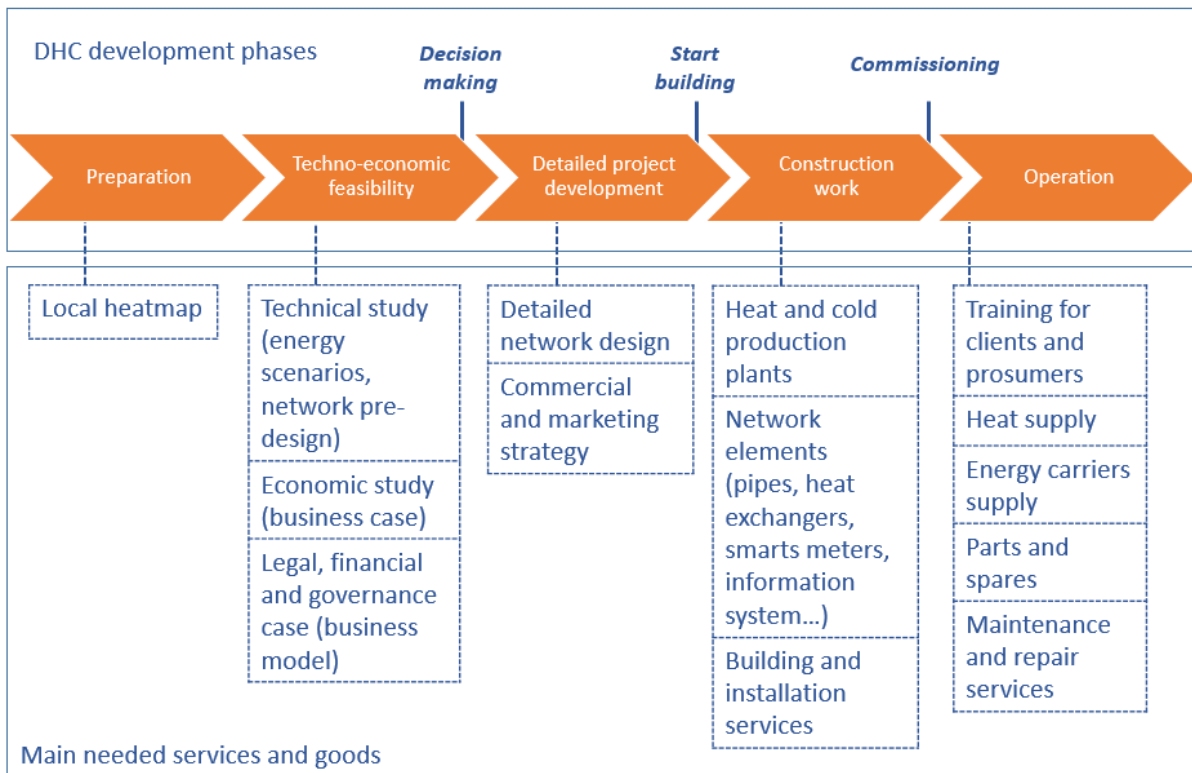 DHC development phases
Decision
making
Start
building
Commissioning
Preparation
Techno-economic
feasibility
Detailed project
development
Construction
work
Operation
Local heatmap
Technical study
(energy
scenarios,
network pre-
design)
Economic study
(business case)
Legal, financial
and governance
case (business
model)
Detailed
network design
Commercial
and marketing
strategy
Heat and cold
production
plants
Network
elements
(pipes, heat
exchangers,
smarts meters,
information
system…)
Building and
installation
services
Training for
clients and
prosumers
Heat supply
Energy carriers
supply
Parts and
spares
Maintenance
and repair
services
Main needed services and goods